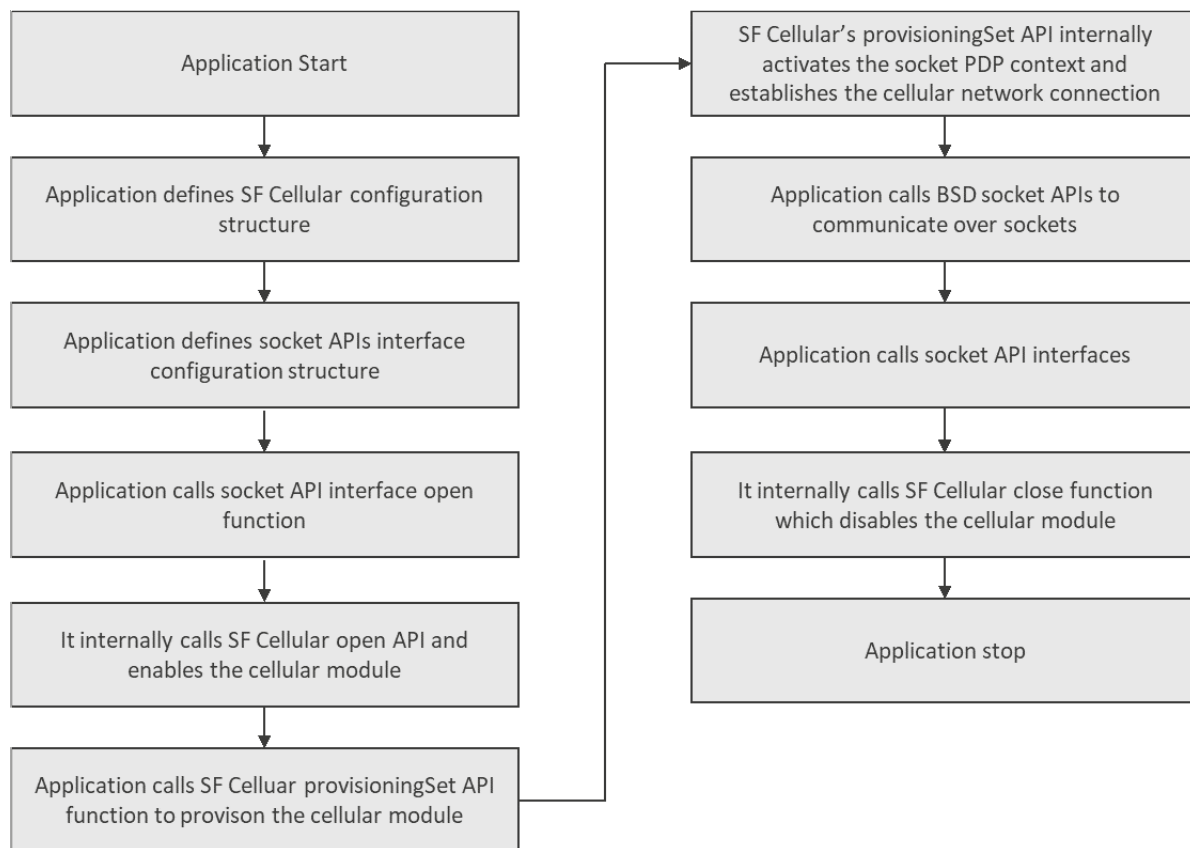 Application Start
Application defines SF Cellular configuration
structure
Application defines socket APIs interface
configuration structure
Application calls socket API interface open
function
It internally calls SF Cellular open API and
enables the cellular module
Application calls SF Celluar provisioningSet API
function to provison the cellular module
SF Cellular’s provisioningSet API internally
activates the socket PDP context and
establishes the cellular network connection
Application calls BSD socket APIs to
communicate over sockets
Application calls socket API interfaces
It internally calls SF Cellular close function
which disables the cellular module
Application stop